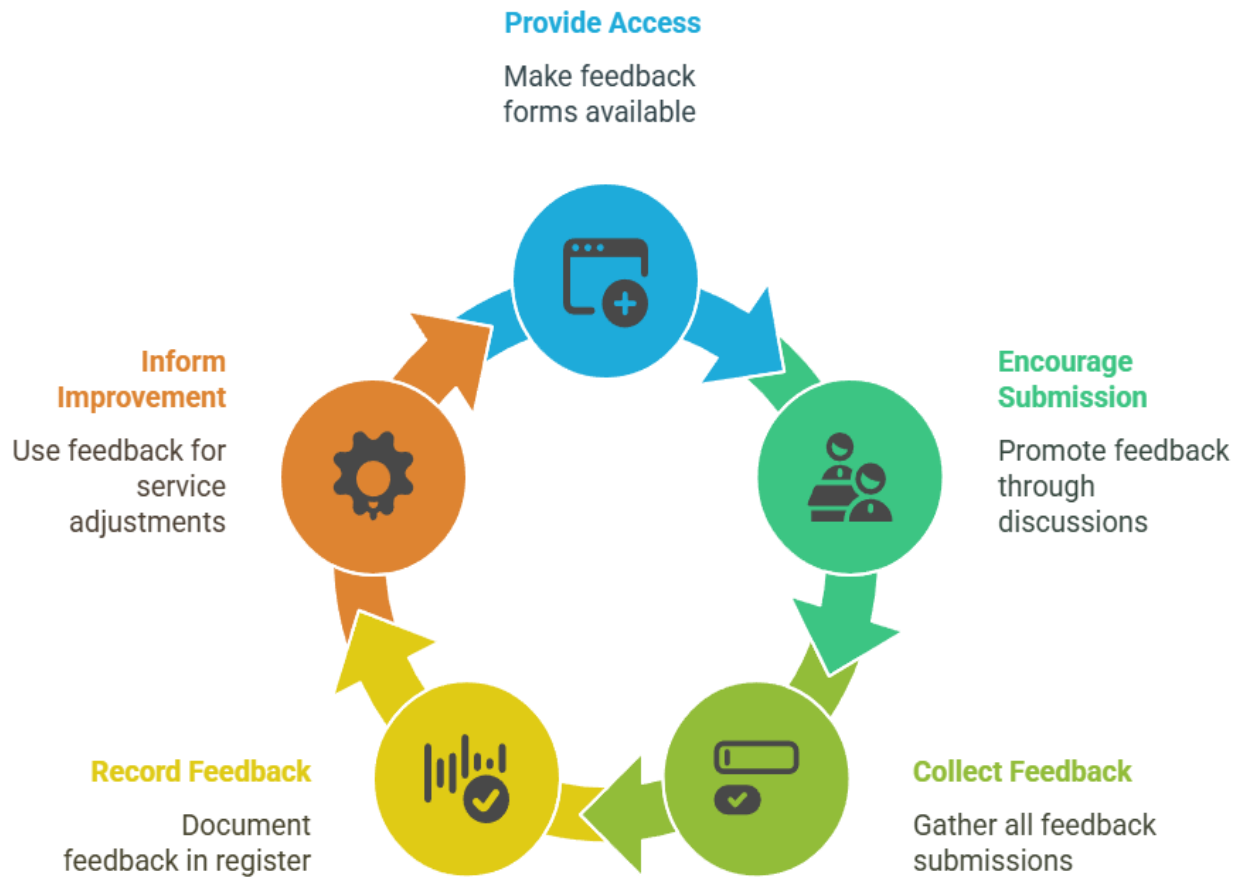 Provide Access
Make feedback
forms available
Encourage
Submission
Promote feedback
through
discussions
Collect Feedback
Gather all feedback
submissions
Record Feedback
Document
feedback in register
Inform
Improvement
Use feedback for
service
adjustments